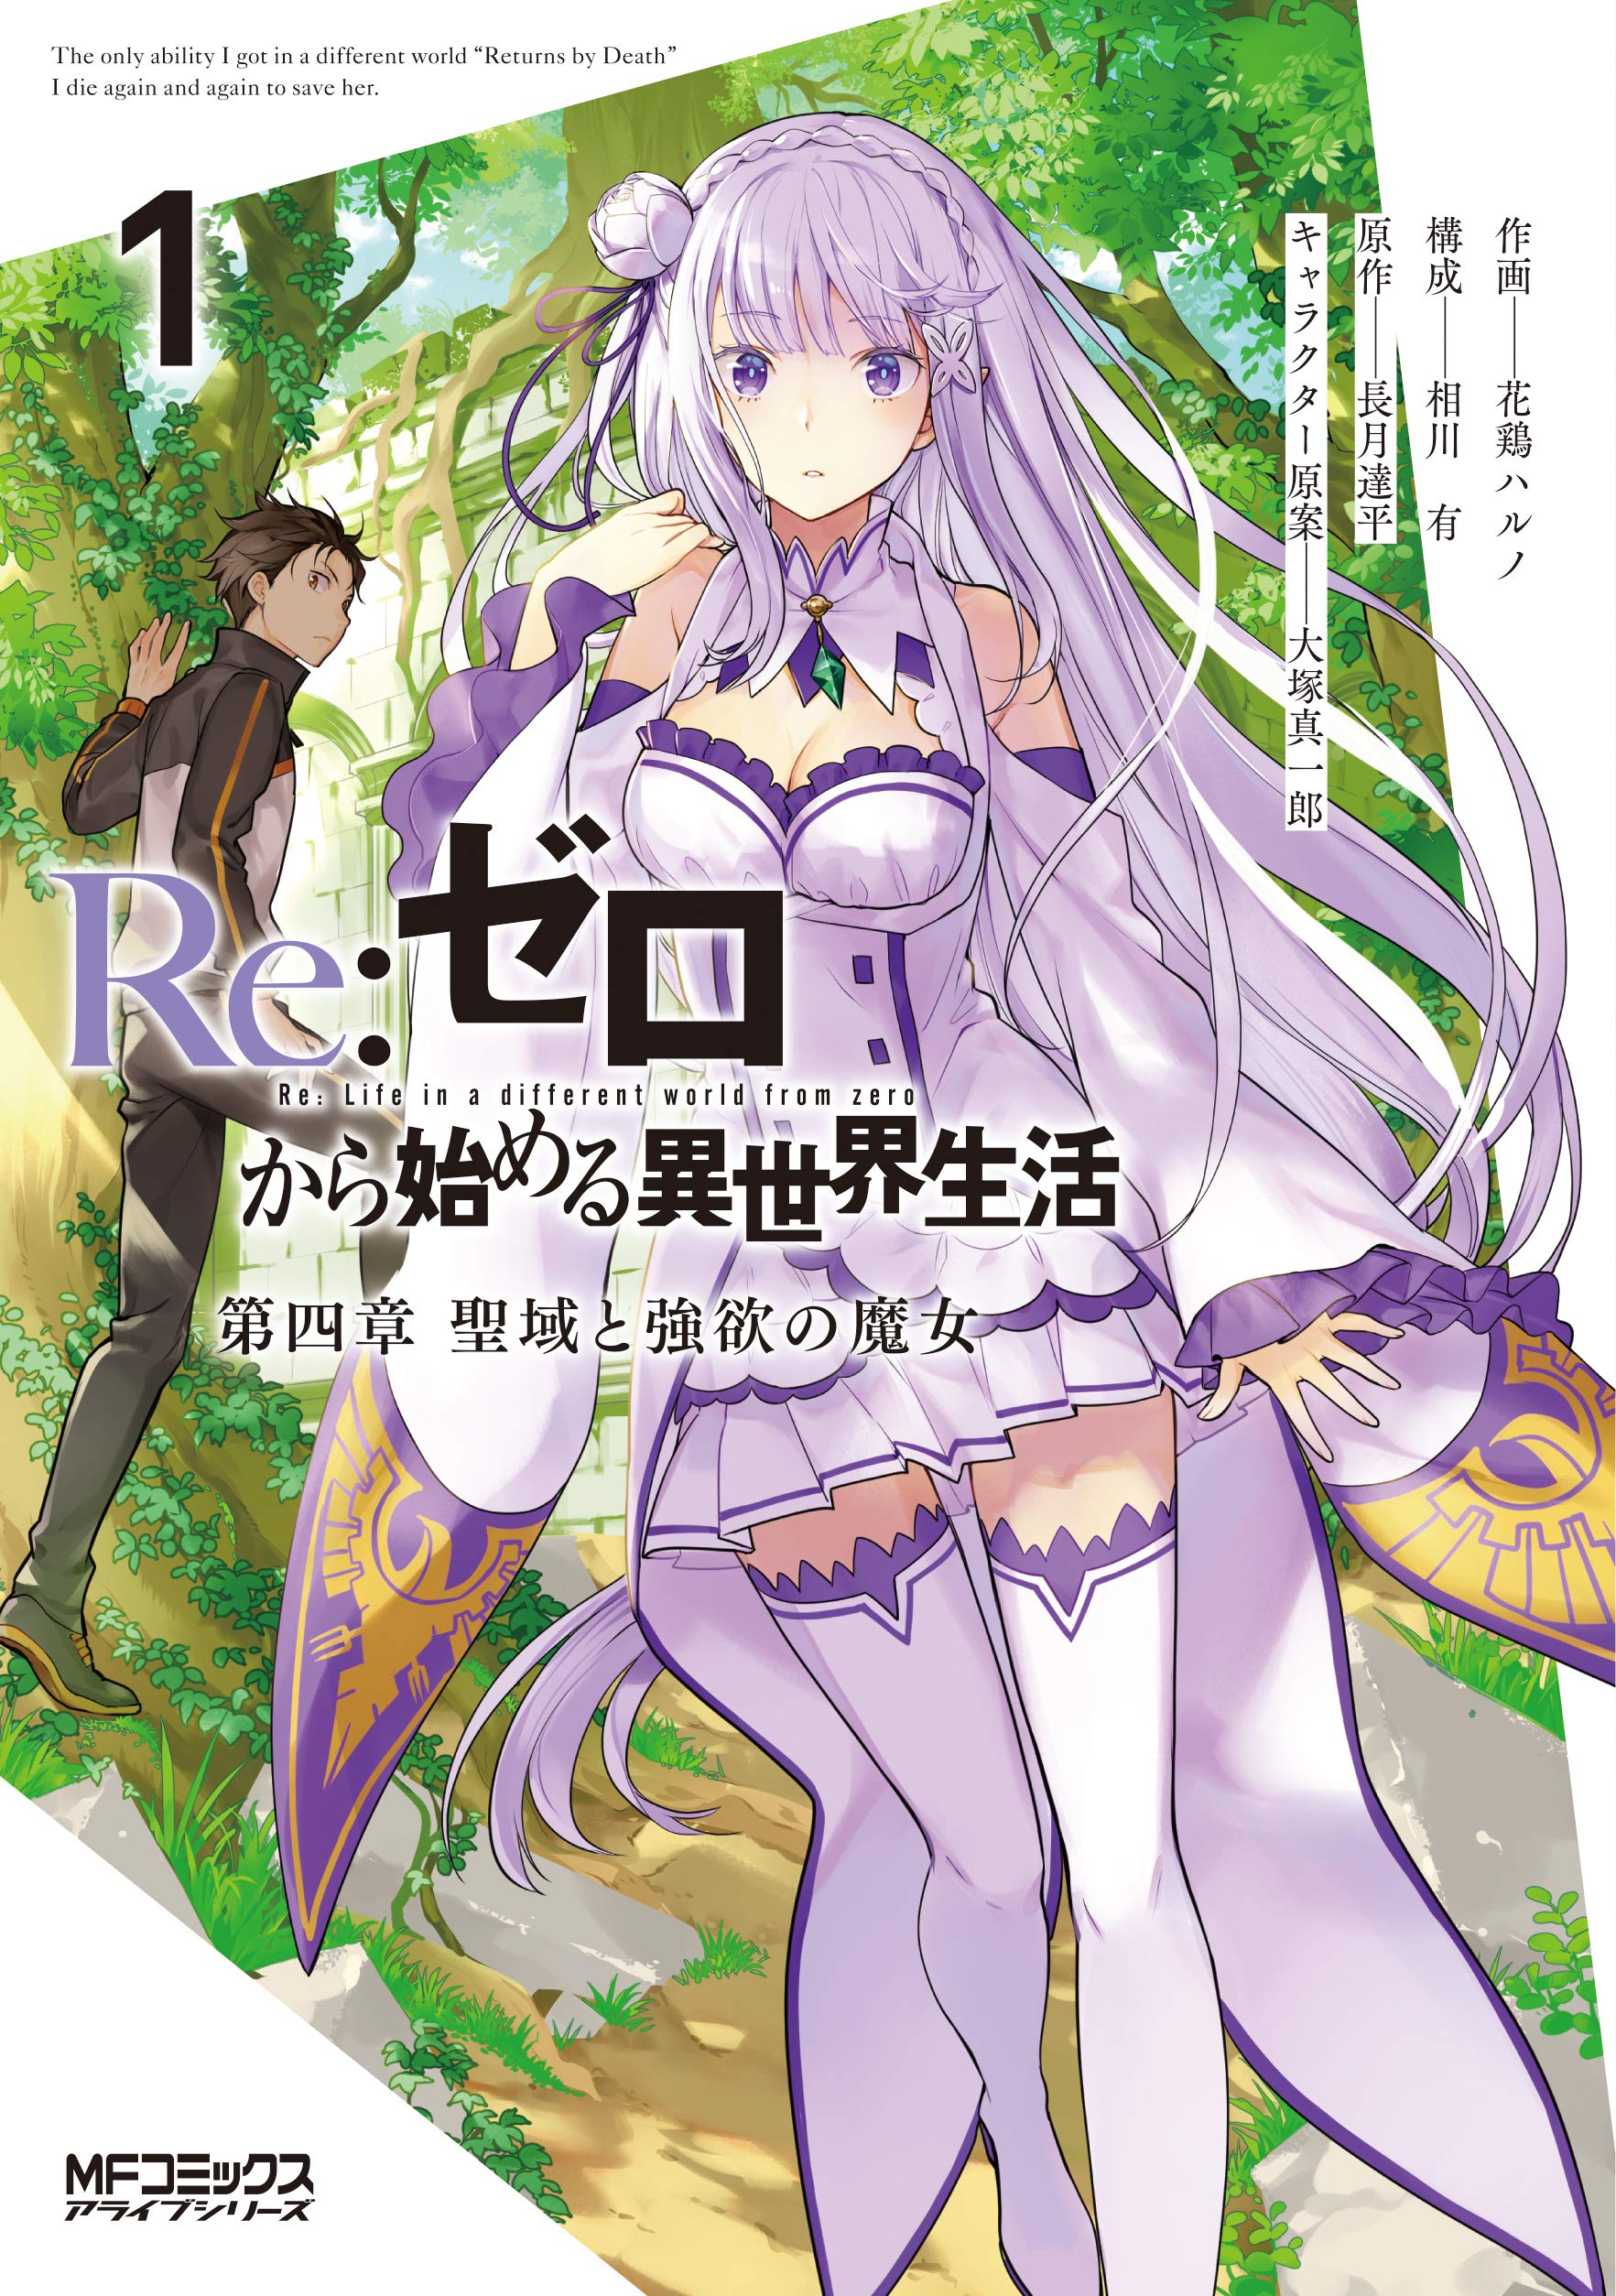 The only ability I got in a different world “Returns by Death”
I die again and again to save her.
1
作画――花鶏ハルノ
構成――相川 有
原作――長月達平
キャラクター原案――大塚真一郎
Re:ゼロ
Re: Life in a different world from zero
から始める異世界生活
第四章 聖域と強欲の魔女
MFコミックス
アライブシリーズ